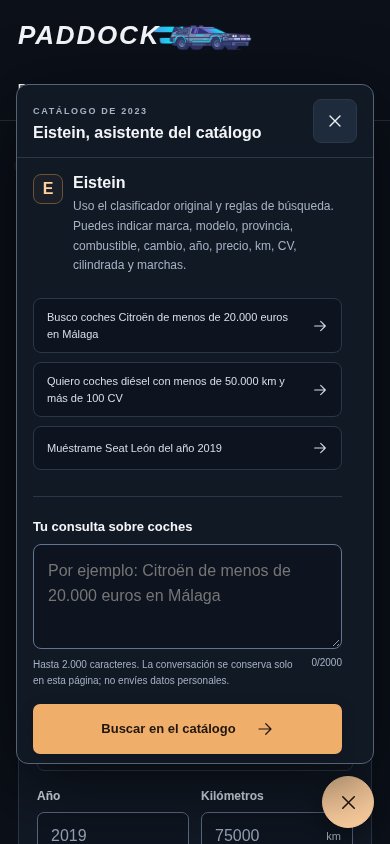 PADDOCK
CATÁLOGO DE 2023
Eistein, asistente del catálogo
E
Eistein
Uso el clasificador original y reglas de búsqueda.
Puedes indicar marca, modelo, provincia,
combustible, cambio, año, precio, km, CV,
cilindrada y marchas.
Busco coches Citroën de menos de 20.000 euros
en Málaga
Quiero coches diésel con menos de 50.000 km y
más de 100 CV
Muéstrame Seat León del año 2019
Tu consulta sobre coches
Por ejemplo: Citroën de menos de
20.000 euros en Málaga
Hasta 2.000 caracteres. La conversación se conserva solo
en esta página; no envíes datos personales.
0/2000
Buscar en el catálogo
Año
Kilómetros
2019
75000
km